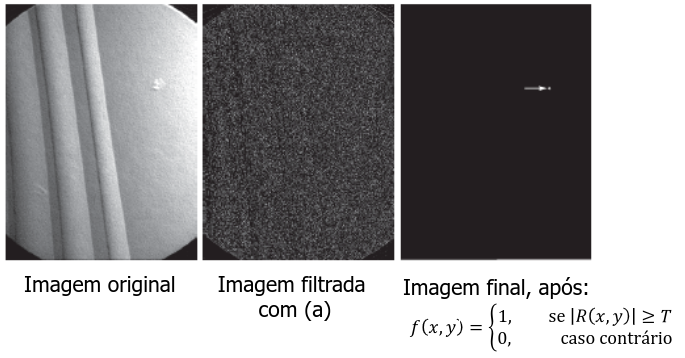 Imagem original
Imagem filtrada
com (a)
Imagem final, após:
f(x,y) = {1, se |R(x,y)| ≥ T
0, caso contrário